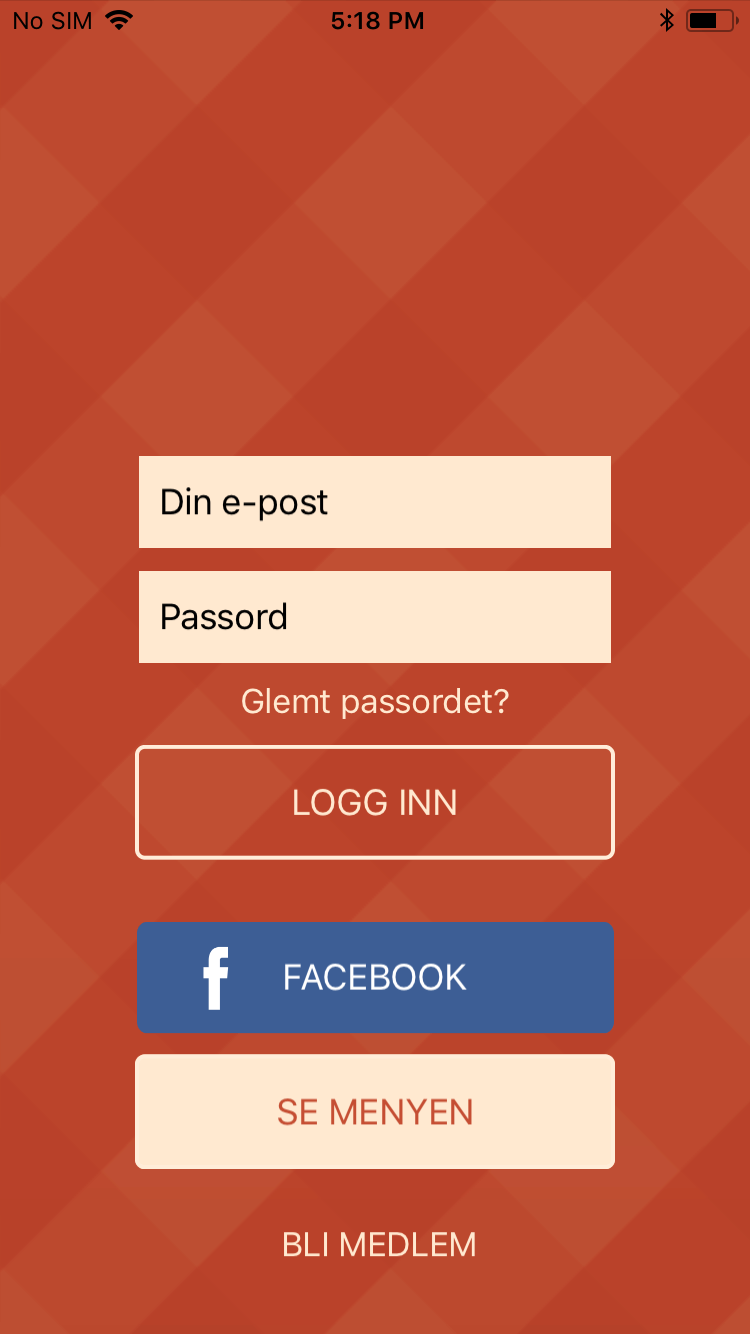 No SIM 5:18 PM
Din e-post
Passord
Glemt passordet?
LOGG INN
f FACEBOOK
SE MENYEN
BLI MEDLEM